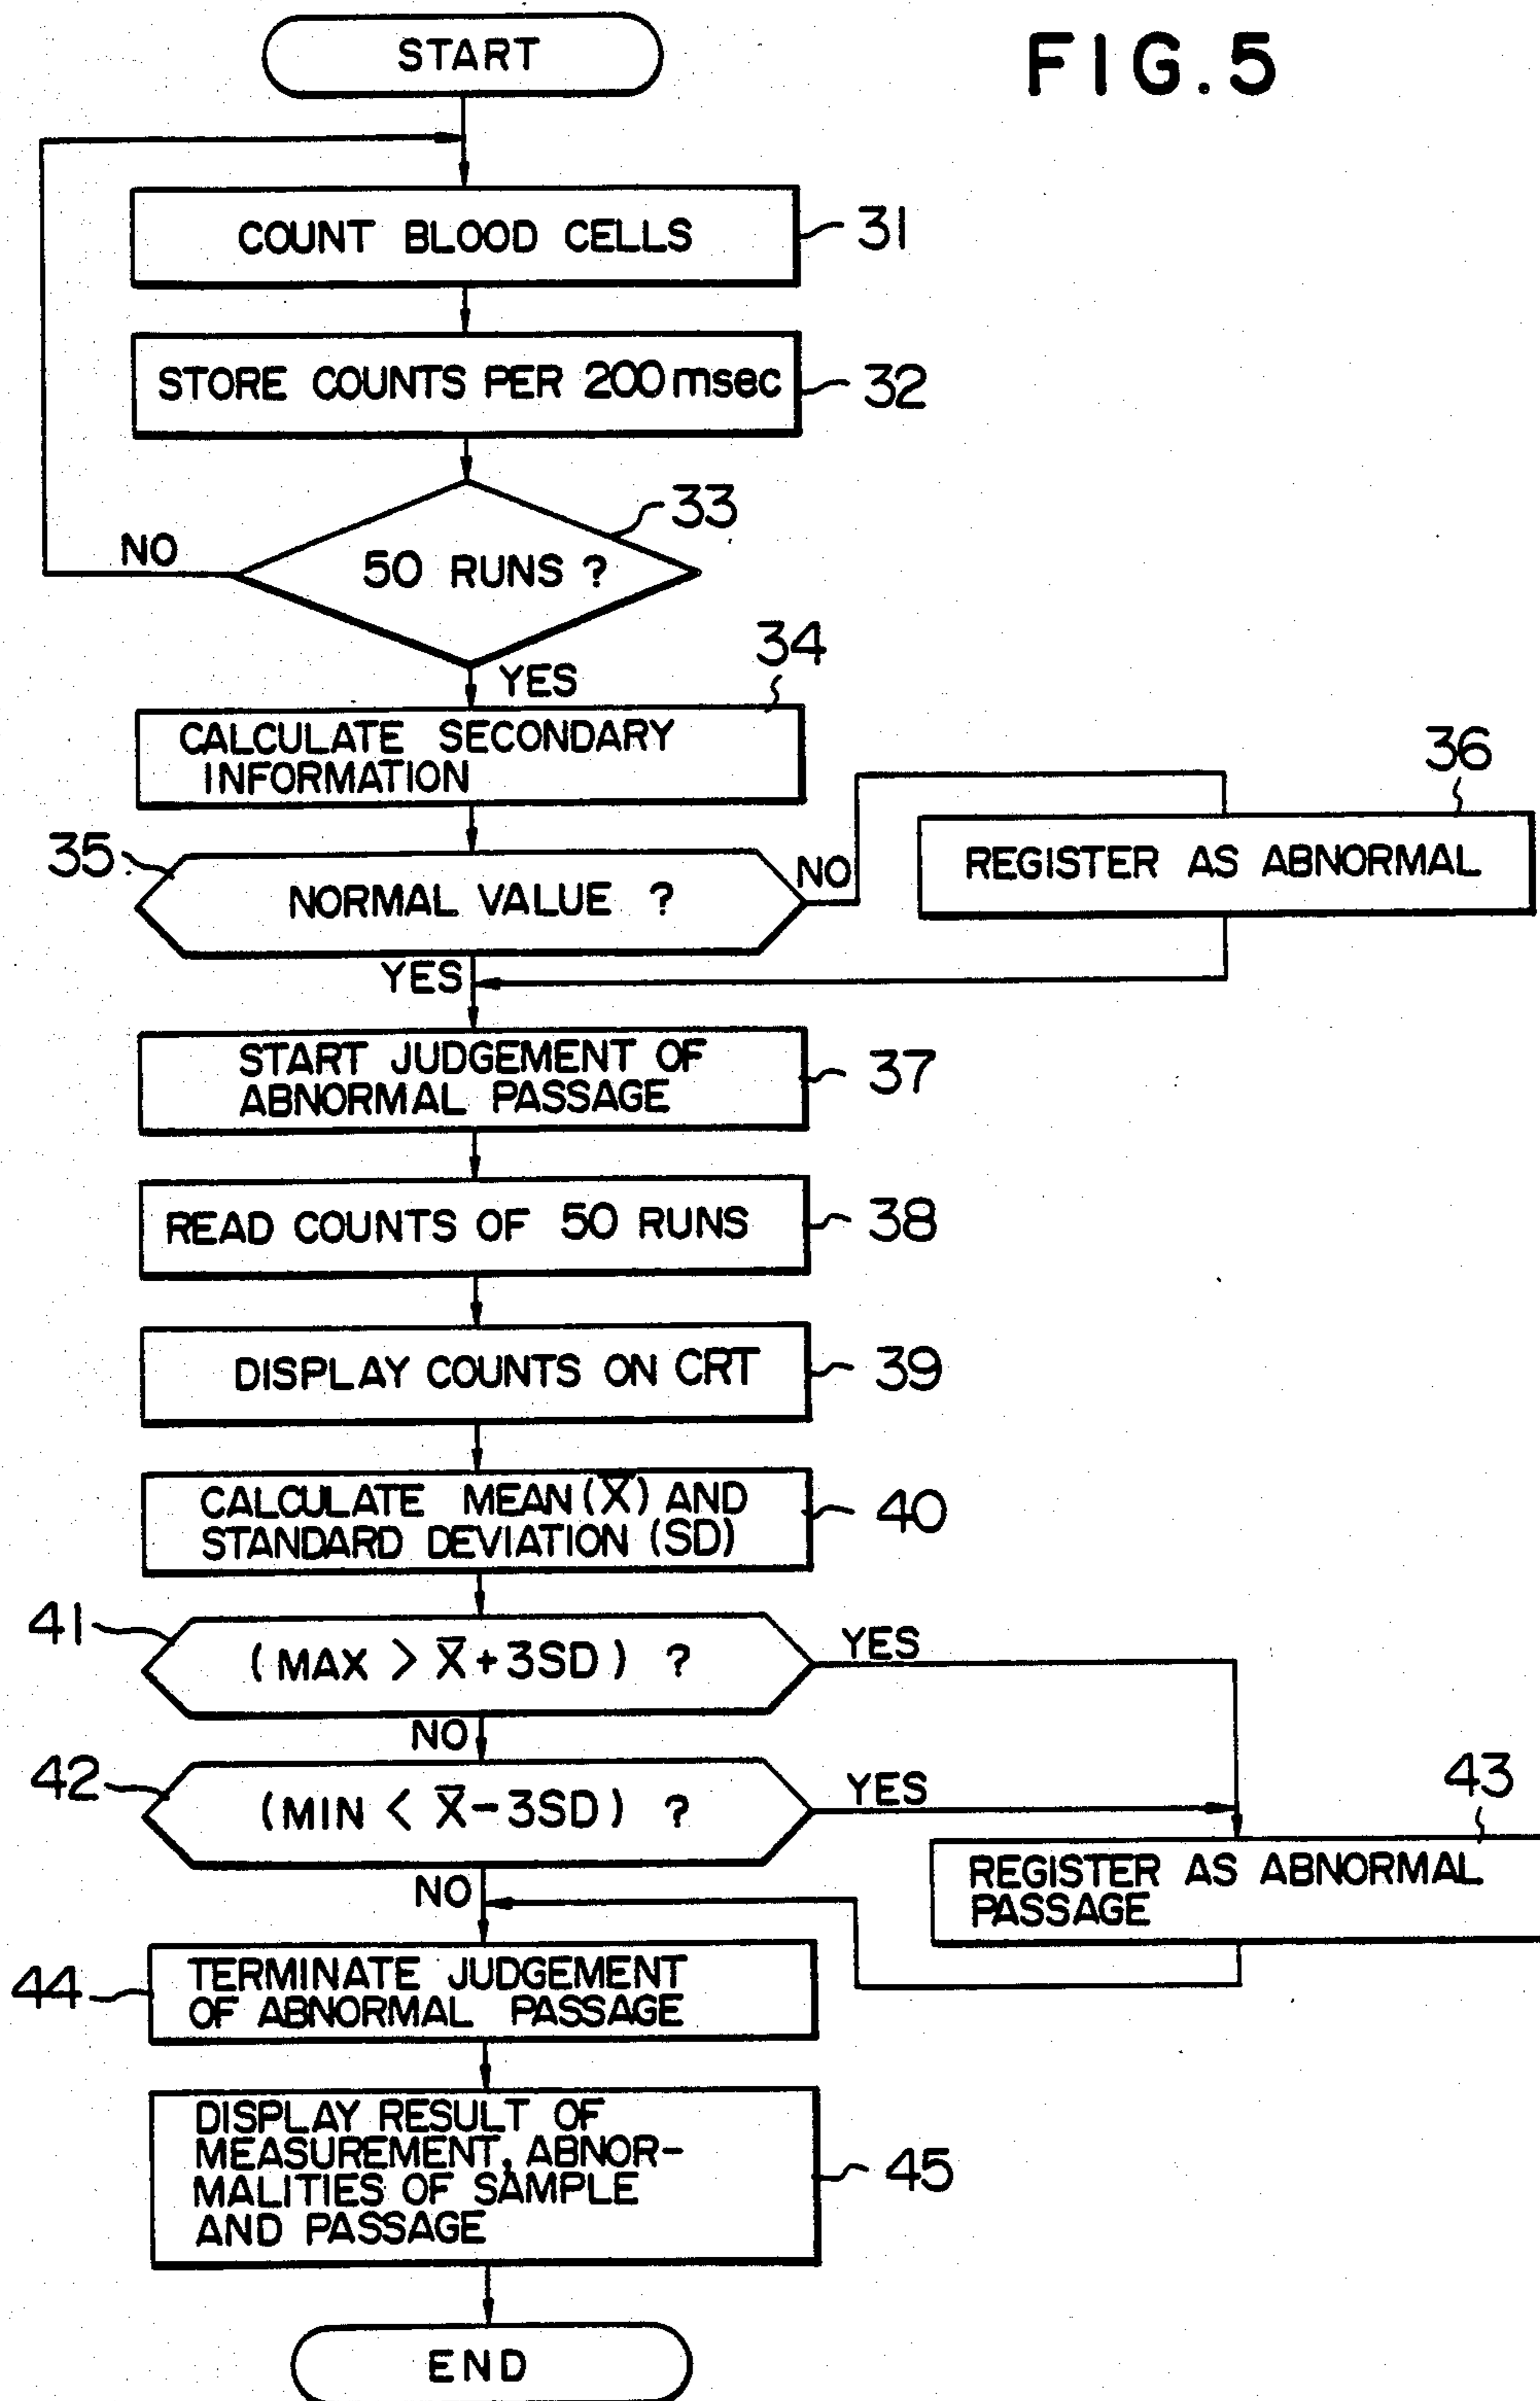 FIG.5
START
COUNT BLOOD CELLS
31
STORE COUNTS PER 200 msec
32
33
50 RUNS ?
NO
YES
34
CALCULATE SECONDARY
INFORMATION
35
NORMAL VALUE ?
NO
36
REGISTER AS ABNORMAL
YES
START JUDGEMENT OF
ABNORMAL PASSAGE
37
READ COUNTS OF 50 RUNS
38
DISPLAY COUNTS ON CRT
39
CALCULATE MEAN (X̅) AND
STANDARD DEVIATION (SD)
40
41
(MAX > X̅+3SD) ?
YES
NO
42
(MIN < X̅-3SD) ?
YES
43
REGISTER AS ABNORMAL
PASSAGE
NO
44
TERMINATE JUDGEMENT
OF ABNORMAL PASSAGE
DISPLAY RESULT OF
MEASUREMENT, ABNOR-
MALITIES OF SAMPLE
AND PASSAGE
45
END